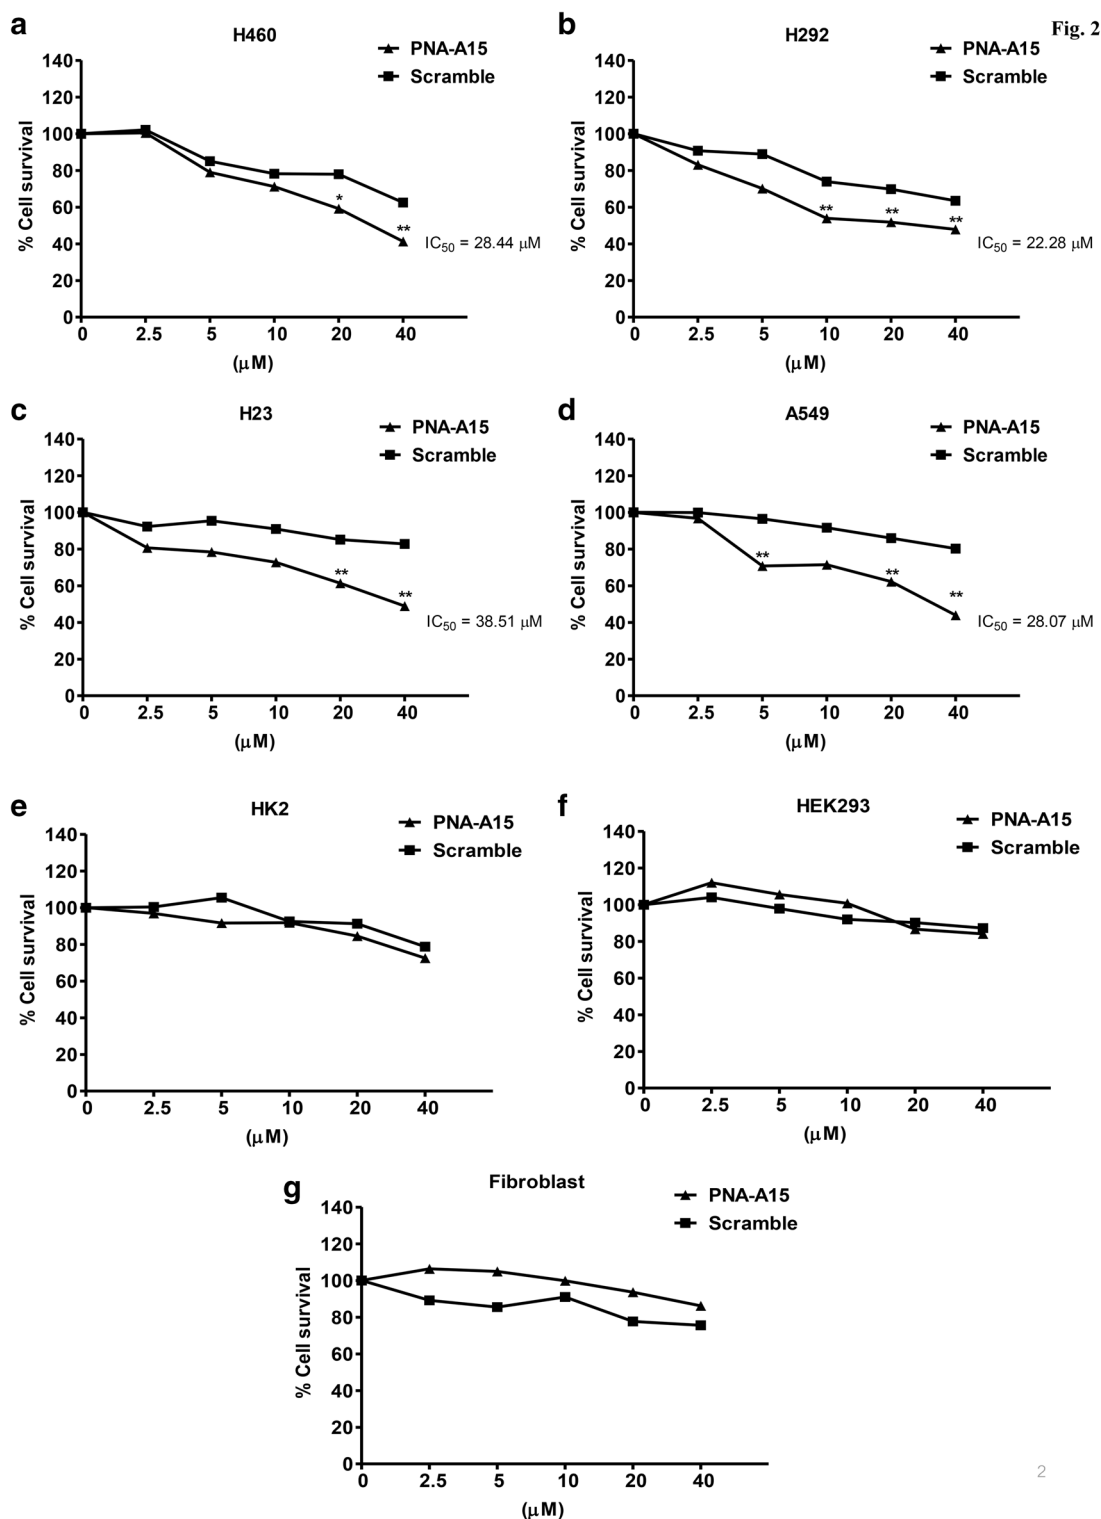 Fig. 2
a
H460
PNA-A15
Scramble
% Cell survival
140
120
100
80
60
40
20
0
*
**
IC50 = 28.44 μM
0 2.5 5 10 20 40
(μM)
b
H292
PNA-A15
Scramble
% Cell survival
140
120
100
80
60
40
20
0
** ** **
IC50 = 22.28 μM
0 2.5 5 10 20 40
(μM)
c
H23
PNA-A15
Scramble
% Cell survival
140
120
100
80
60
40
20
0
**
**
IC50 = 38.51 μM
0 2.5 5 10 20 40
(μM)
d
A549
PNA-A15
Scramble
% Cell survival
140
120
100
80
60
40
20
0
**
**
**
IC50 = 28.07 μM
0 2.5 5 10 20 40
(μM)
e
HK2
PNA-A15
Scramble
% Cell survival
140
120
100
80
60
40
20
0
0 2.5 5 10 20 40
(μM)
f
HEK293
PNA-A15
Scramble
% Cell survival
140
120
100
80
60
40
20
0
0 2.5 5 10 20 40
(μM)
g
Fibroblast
PNA-A15
Scramble
% Cell survival
140
120
100
80
60
40
20
0
0 2.5 5 10 20 40
(μM)
2